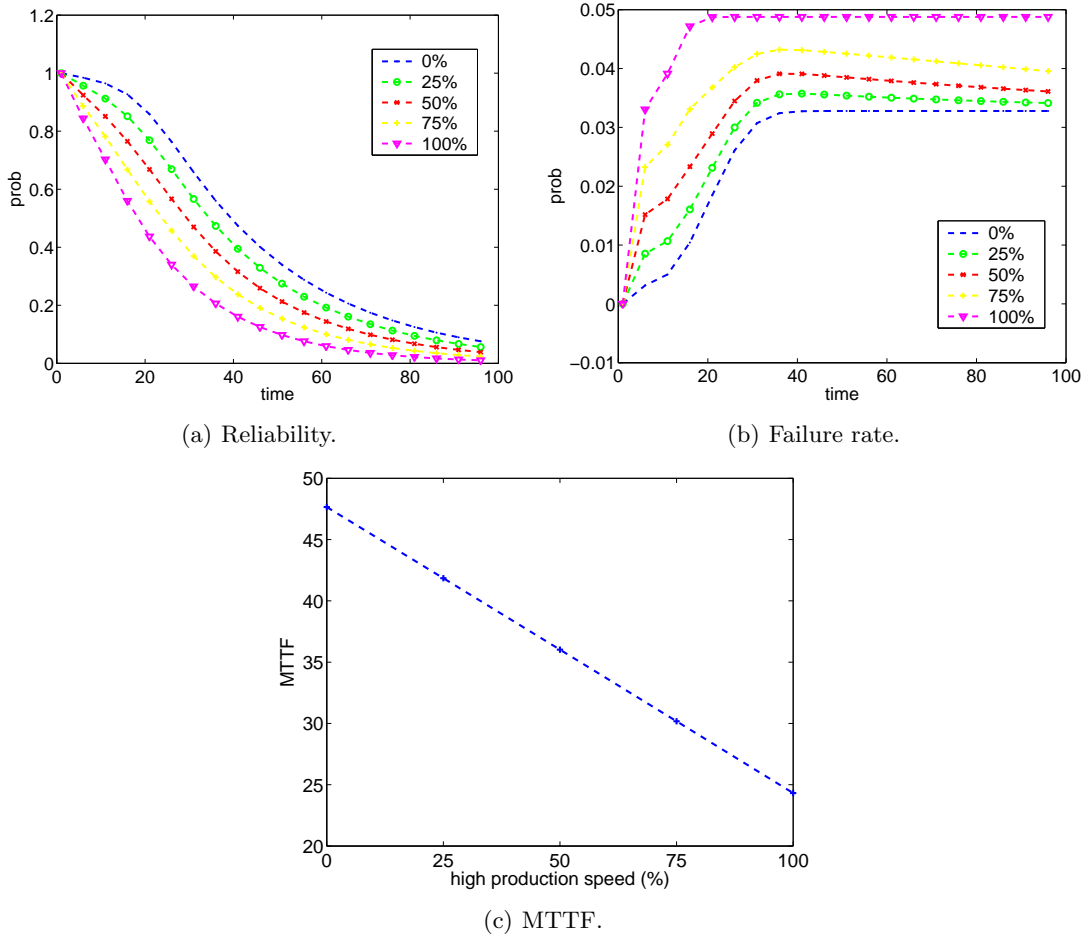 1.2
1
0.8
0.6
0.4
0.2
0
prob
0 20 40 60 80 100
time
0%
25%
50%
75%
100%
(a) Reliability.
0.05
0.04
0.03
0.02
0.01
0
−0.01
prob
0 20 40 60 80 100
time
0%
25%
50%
75%
100%
(b) Failure rate.
50
45
40
35
30
25
20
MTTF
0 25 50 75 100
high production speed (%)
(c) MTTF.